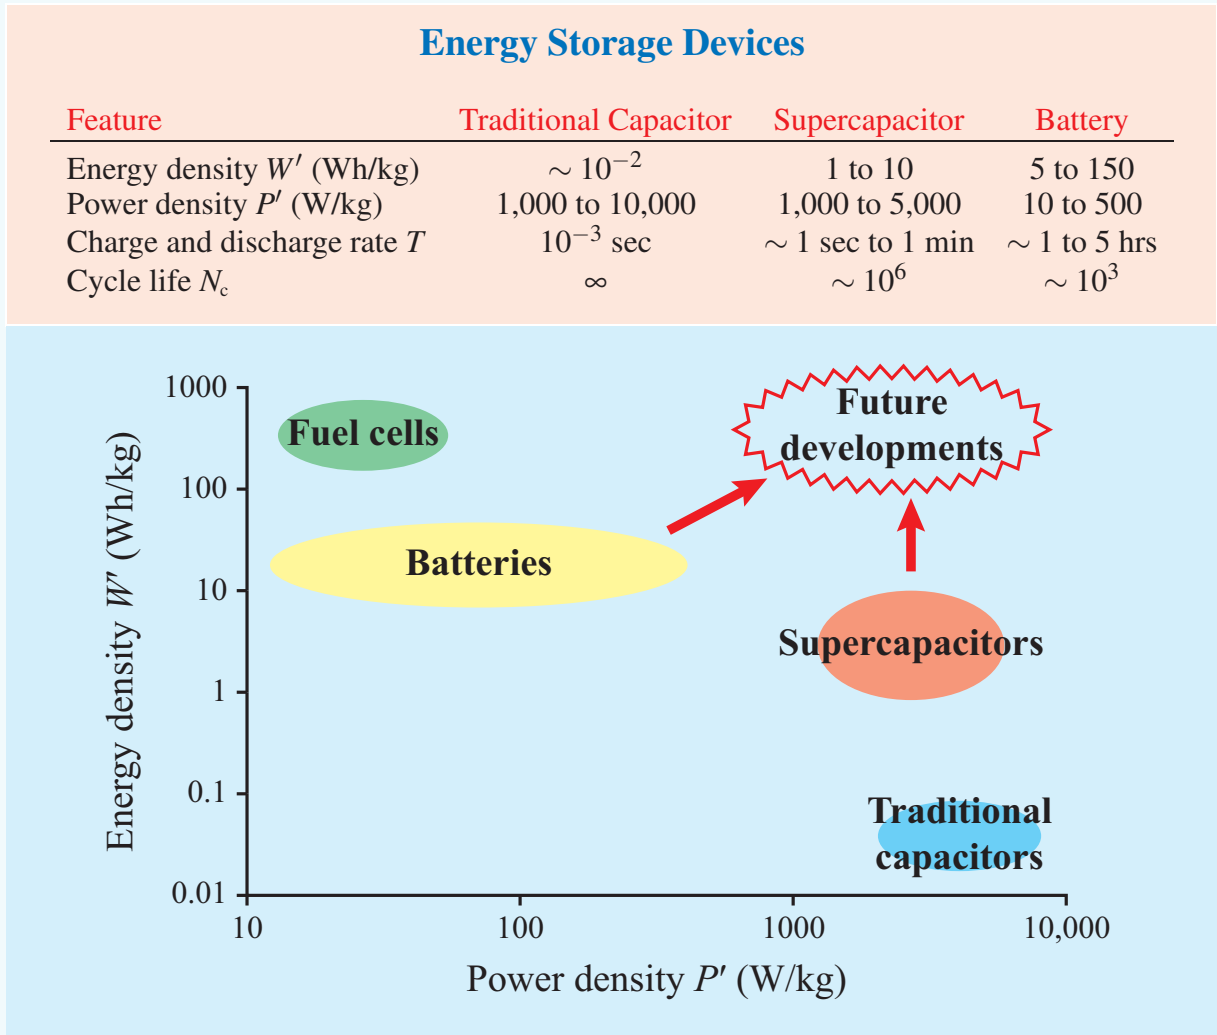 Energy Storage Devices
Feature Traditional Capacitor Supercapacitor Battery
Energy density W′ (Wh/kg) ∼ 10⁻² 1 to 10 5 to 150
Power density P′ (W/kg) 1,000 to 10,000 1,000 to 5,000 10 to 500
Charge and discharge rate T 10⁻³ sec ∼ 1 sec to 1 min ∼ 1 to 5 hrs
Cycle life N_c ∞ ∼ 10⁶ ∼ 10³
Energy density W′ (Wh/kg)
1000
100
10
1
0.1
0.01
Fuel cells
Future
developments
Batteries
Supercapacitors
Traditional
capacitors
10 100 1000 10,000
Power density P′ (W/kg)